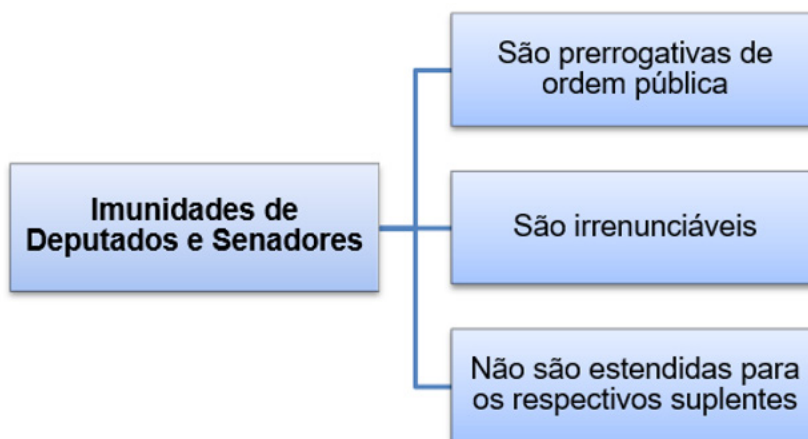 São prerrogativas de
ordem pública
Imunidades de
Deputados e Senadores
São irrenunciáveis
Não são estendidas para
os respectivos suplentes